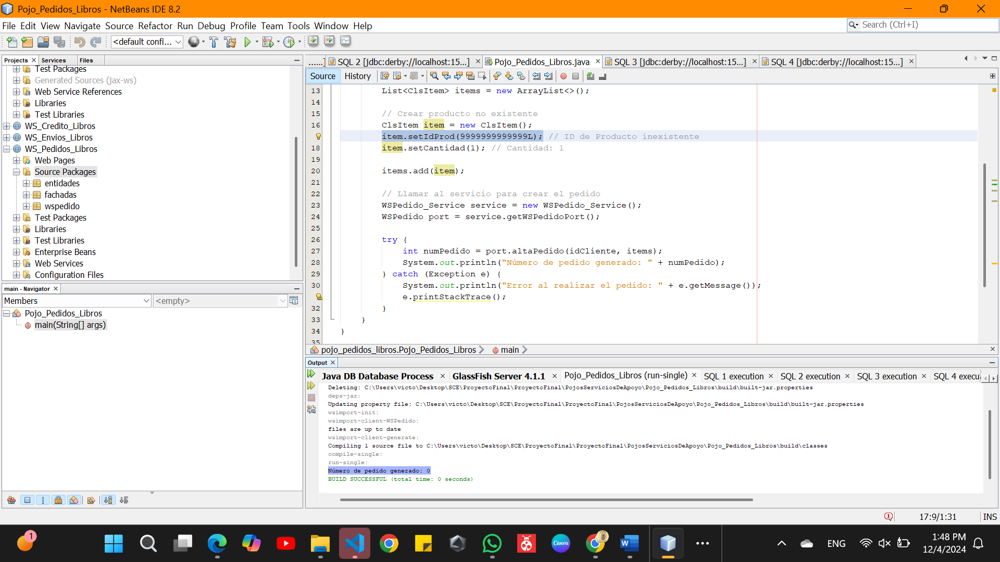 Pojo_Pedidos_Libros - NetBeans IDE 8.2
File Edit View Navigate Source Refactor Run Debug Profile Team Tools Window Help
Search (Ctrl+I)
<default confi...
Projects Services Files
Test Packages
Generated Sources (jax-ws)
Web Service References
Libraries
Test Libraries
WS_Credito_Libros
WS_Envios_Libros
WS_Pedidos_Libros
Web Pages
Source Packages
entidades
fachadas
wspedido
Test Packages
Libraries
Test Libraries
Enterprise Beans
Web Services
Configuration Files
main - Navigator
Members <empty>
Pojo_Pedidos_Libros
main(String[] args)
......] SQL 2 [jdbc:derby://localhost:15...] Pojo_Pedidos_Libros.java SQL 3 [jdbc:derby://localhost:15...] SQL 4 [jdbc:derby://localhost:15...]
Source History
13 List<ClsItem> items = new ArrayList<>();
14
15 // Crear producto no existente
16 ClsItem item = new ClsItem();
item.setIdProd(9999999999999L); // ID de Producto inexistente
18 item.setCantidad(1); // Cantidad: 1
19
20 items.add(item);
21
22 // Llamar al servicio para crear el pedido
23 WSPedido_Service service = new WSPedido_Service();
24 WSPedido port = service.getWSPedidoPort();
25
26 try {
27 int numPedido = port.altaPedido(idCliente, items);
28 System.out.println("Número de pedido generado: " + numPedido);
29 } catch (Exception e) {
30 System.out.println("Error al realizar el pedido: " + e.getMessage());
e.printStackTrace();
32 }
33 }
34 }
35
pojo_pedidos_libros.Pojo_Pedidos_Libros main
Output
Java DB Database Process GlassFish Server 4.1.1 Pojo_Pedidos_Libros (run-single) SQL 1 execution SQL 2 execution SQL 3 execution SQL 4 execu
Deleting: C:\Users\victo\Desktop\SCE\ProyectoFinal\ProyectoFinal\PojosServiciosDeApoyo\Pojo_Pedidos_Libros\build\built-jar.properties
deps-jar:
Updating property file: C:\Users\victo\Desktop\SCE\ProyectoFinal\ProyectoFinal\PojosServiciosDeApoyo\Pojo_Pedidos_Libros\build\built-jar.properties
wsimport-init:
wsimport-client-WSPedido:
files are up to date
wsimport-client-generate:
Compiling 1 source file to C:\Users\victo\Desktop\SCE\ProyectoFinal\ProyectoFinal\PojosServiciosDeApoyo\Pojo_Pedidos_Libros\build\classes
compile-single:
run-single:
Número de pedido generado: 0
BUILD SUCCESSFUL (total time: 0 seconds)
1 17:9/1:31 INS
1
Canva
W
ENG
1:48 PM
12/4/2024